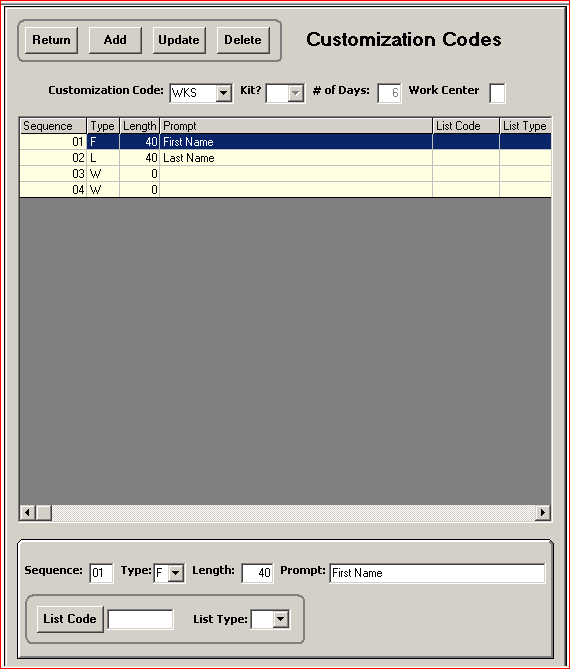 Return Add Update Delete Customization Codes
Customization Code: WKS Kit? # of Days: 6 Work Center
Sequence Type Length Prompt List Code List Type
01 F 40 First Name
02 L 40 Last Name
03 W 0
04 W 0
Sequence: 01 Type: F Length: 40 Prompt: First Name
List Code List Type: